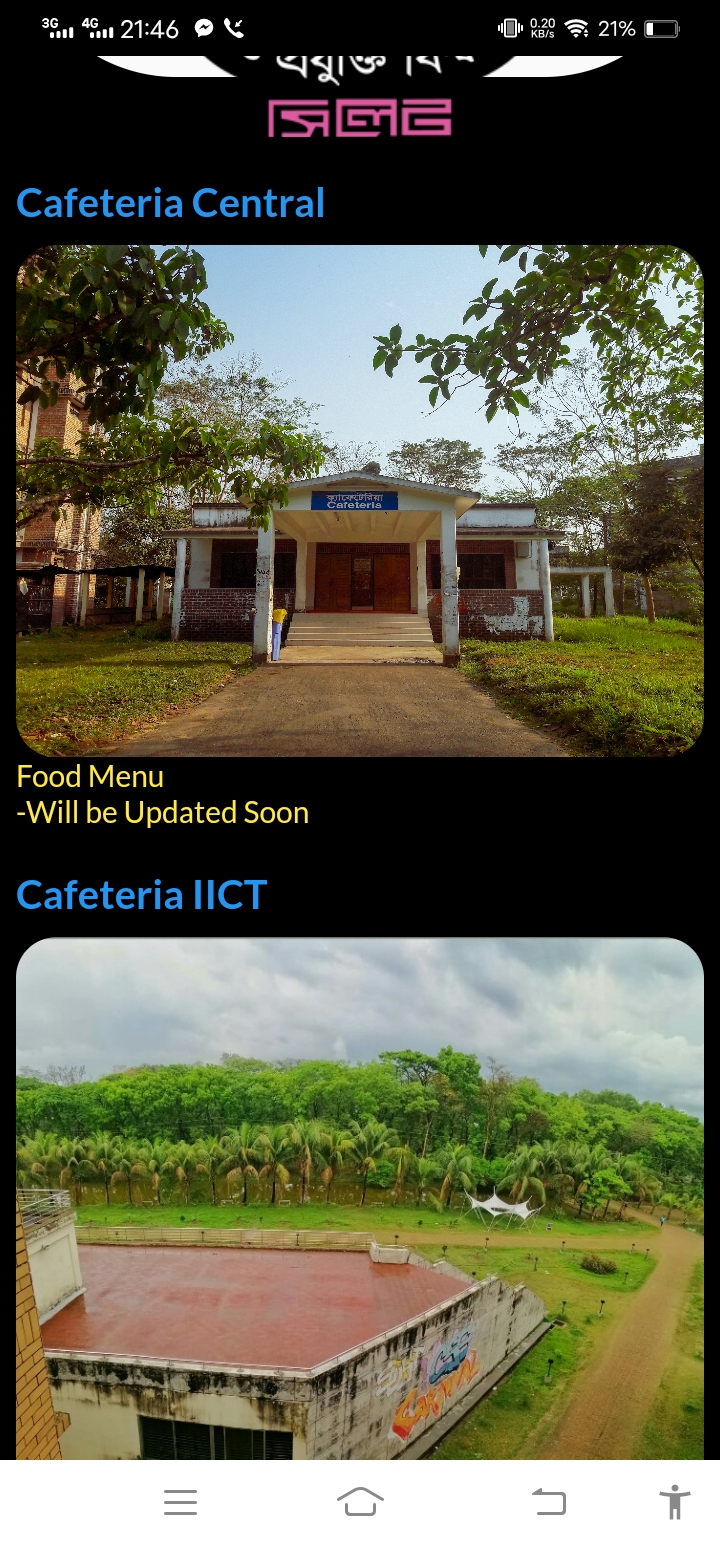 3G 4G 21:46 0.20 KB/s 21%
সিলেট
Cafeteria Central
ক্যাফেটেরিয়া
Cafeteria
Food Menu
-Will be Updated Soon
Cafeteria IICT
CARNIVAL